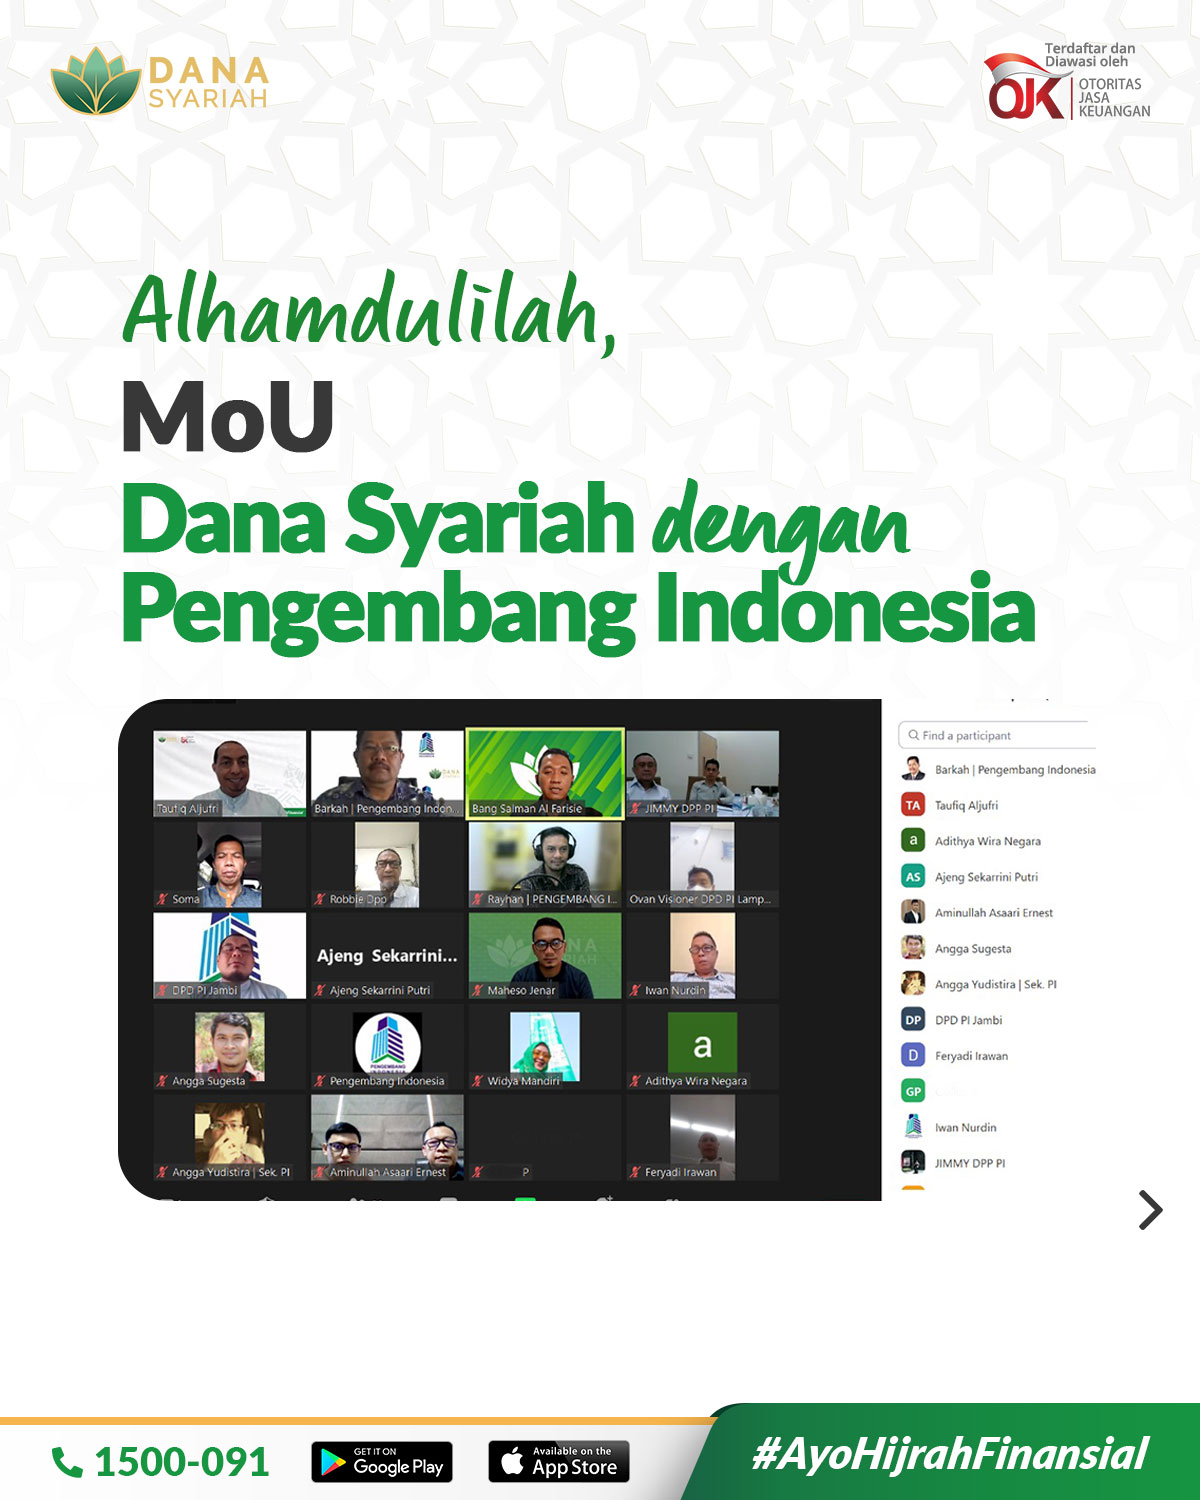 DANA
SYARIAH
Terdaftar dan
Diawasi oleh
OJK
OTORITAS
JASA
KEUANGAN
Alhamdulilah,
MoU
Dana Syariah dengan
Pengembang Indonesia
Taufiq Aljufri
Barkah | Pengembang Indon...
DANA
Bang Salman Al Farisie
JIMMY DPP PI
Soma
Robbie Dpp
Rayhan | PENGEMBANG I...
Ovan Visioner DPD PI Lamp...
DPD PI Jambi
Ajeng Sekarrini...
Ajeng Sekarrini Putri
Maheso Jenar
Iwan Nurdin
Angga Sugesta
PENGEMBANG
INDONESIA
Pengembang Indonesia
Widya Mandiri
a
Adithya Wira Negara
Angga Yudistira | Sek. PI
Aminullah Asaari Ernest
P
Feryadi Irawan
Find a participant
Barkah | Pengembang Indonesia
TA Taufiq Aljufri
a Adithya Wira Negara
AS Ajeng Sekarrini Putri
Aminullah Asaari Ernest
Angga Sugesta
Angga Yudistira | Sek. PI
DP DPD PI Jambi
D Feryadi Irawan
GP
Iwan Nurdin
JIMMY DPP PI
1500-091
GET IT ON
Google Play
Available on the
App Store
#AyoHijrahFinansial